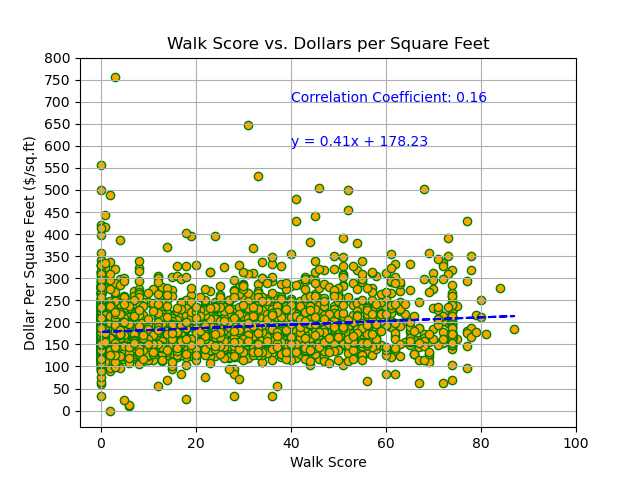 Walk Score vs. Dollars per Square Feet
800
750
700
650
600
550
500
450
400
350
300
250
200
150
100
50
0
Dollar Per Square Feet ($/sq.ft)
Correlation Coefficient: 0.16
y = 0.41x + 178.23
0 20 40 60 80 100
Walk Score